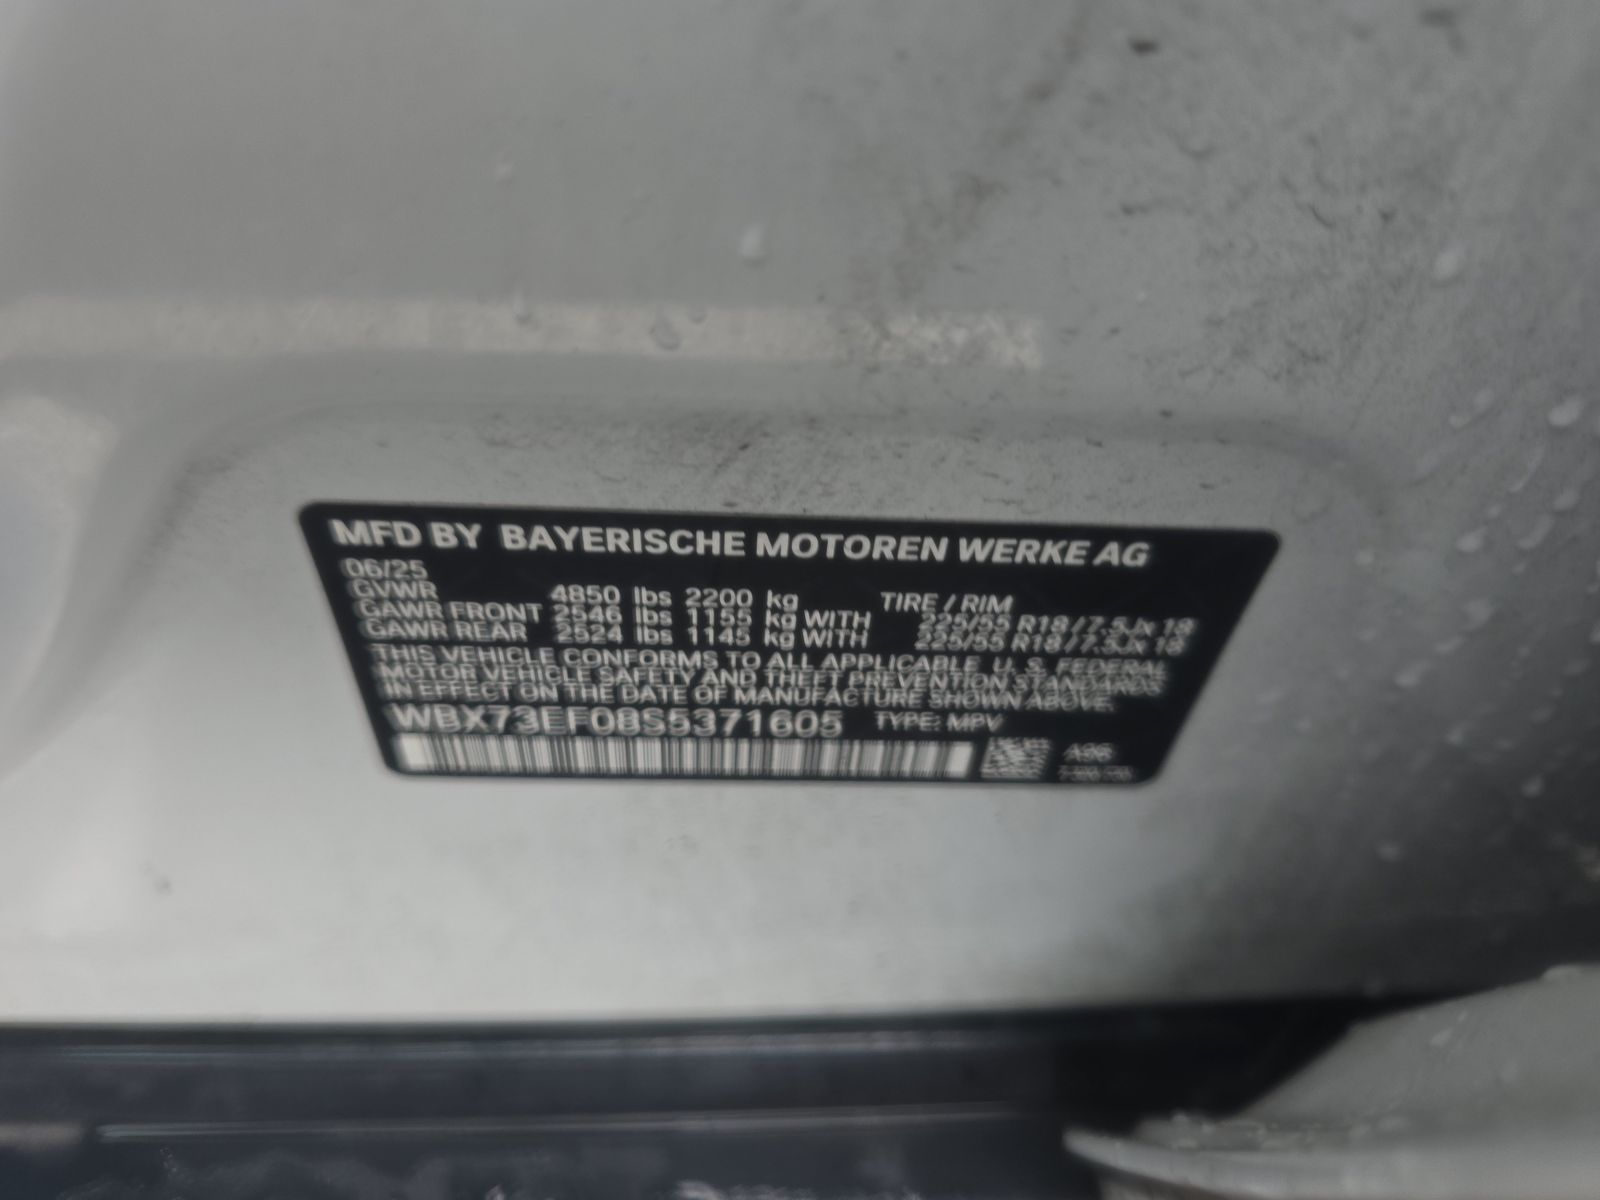 MFD BY BAYERISCHE MOTOREN WERKE AG
06/25
GVWR 4850 lbs 2200 kg TIRE / RIM
GAWR FRONT 2546 lbs 1155 kg WITH 225/55 R18 / 7.5Jx 18
GAWR REAR 2524 lbs 1145 kg WITH 225/55 R18 / 7.5Jx 18
THIS VEHICLE CONFORMS TO ALL APPLICABLE U. S. FEDERAL
MOTOR VEHICLE SAFETY AND THEFT PREVENTION STANDARDS
IN EFFECT ON THE DATE OF MANUFACTURE SHOWN ABOVE.
WBX73EF08S5371605 TYPE: MPV
A96